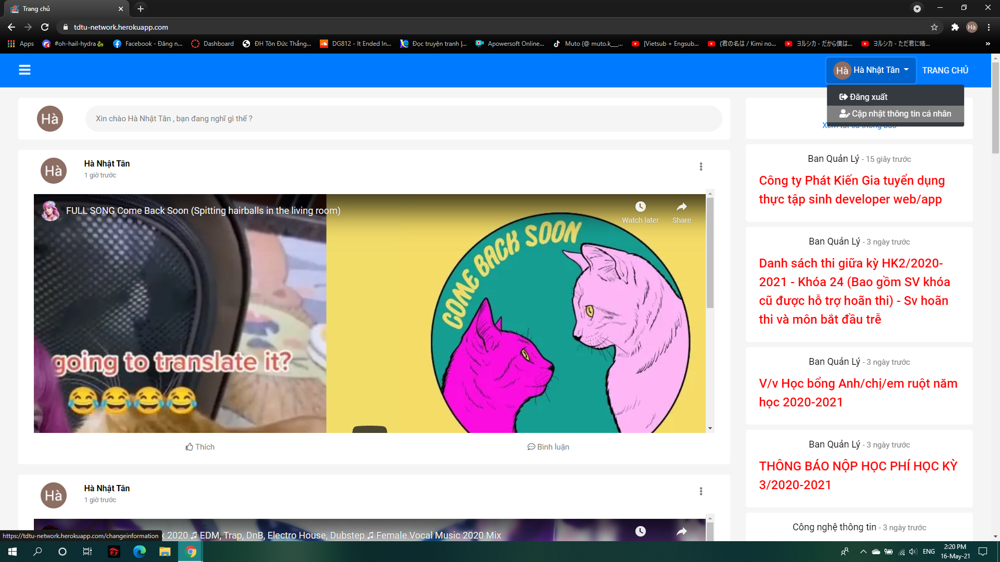 Trang chủ
tdtu-network.herokuapp.com
Hà
Apps
#oh-hail-hydra🐉
Facebook - Đăng n...
Dashboard
ĐH Tôn Đức Thắng...
DG812 - It Ended In...
Đọc truyện tranh |...
Apowersoft Online...
Muto (@ muto.k___...
[Vietsub + Engsub...
(君の名は / Kimi no...
ヨルシカ - だから僕は...
ヨルシカ - ただ君に晴...
»
Hà Hà Nhật Tân
TRANG CHỦ
Đăng xuất
Cập nhật thông tin cá nhân
Hà
Xin chào Hà Nhật Tân , bạn đang nghĩ gì thế ?
Hà
Hà Nhật Tân
1 giờ trước
FULL SONG Come Back Soon (Spitting hairballs in the living room)
Watch later
Share
COME BACK SOON
going to translate it?
😂😂😂😂
Thích
Bình luận
Hà
Hà Nhật Tân
1 giờ trước
x 2020 ♫ EDM, Trap, DnB, Electro House, Dubstep ♫ Female Vocal Music 2020 Mix
Xem tất cả thông báo
Ban Quản Lý - 15 giây trước
Công ty Phát Kiến Gia tuyển dụng
thực tập sinh developer web/app
Ban Quản Lý - 3 ngày trước
Danh sách thi giữa kỳ HK2/2020-
2021 - Khóa 24 (Bao gồm SV khóa
cũ được hỗ trợ hoãn thi) - Sv hoãn
thi và môn bắt đầu trễ
Ban Quản Lý - 3 ngày trước
V/v Học bổng Anh/chị/em ruột năm
học 2020-2021
Ban Quản Lý - 3 ngày trước
THÔNG BÁO NỘP HỌC PHÍ HỌC KỲ
3/2020-2021
Công nghệ thông tin - 3 ngày trước
https://tdtu-network.herokuapp.com/changeinformation
ENG
2:20 PM
16-May-21